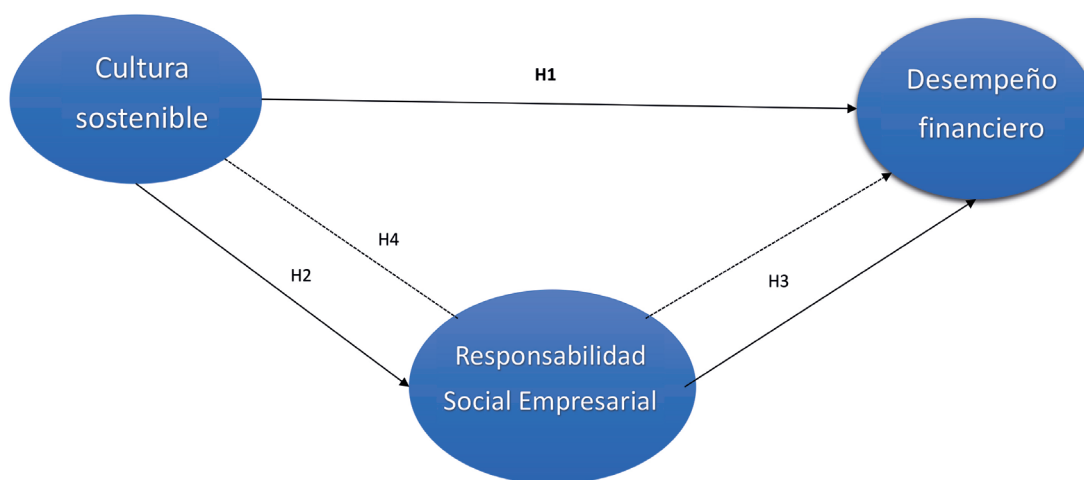 Cultura
sostenible
H1
Desempeño
financiero
H4
H2
H3
Responsabilidad
Social Empresarial